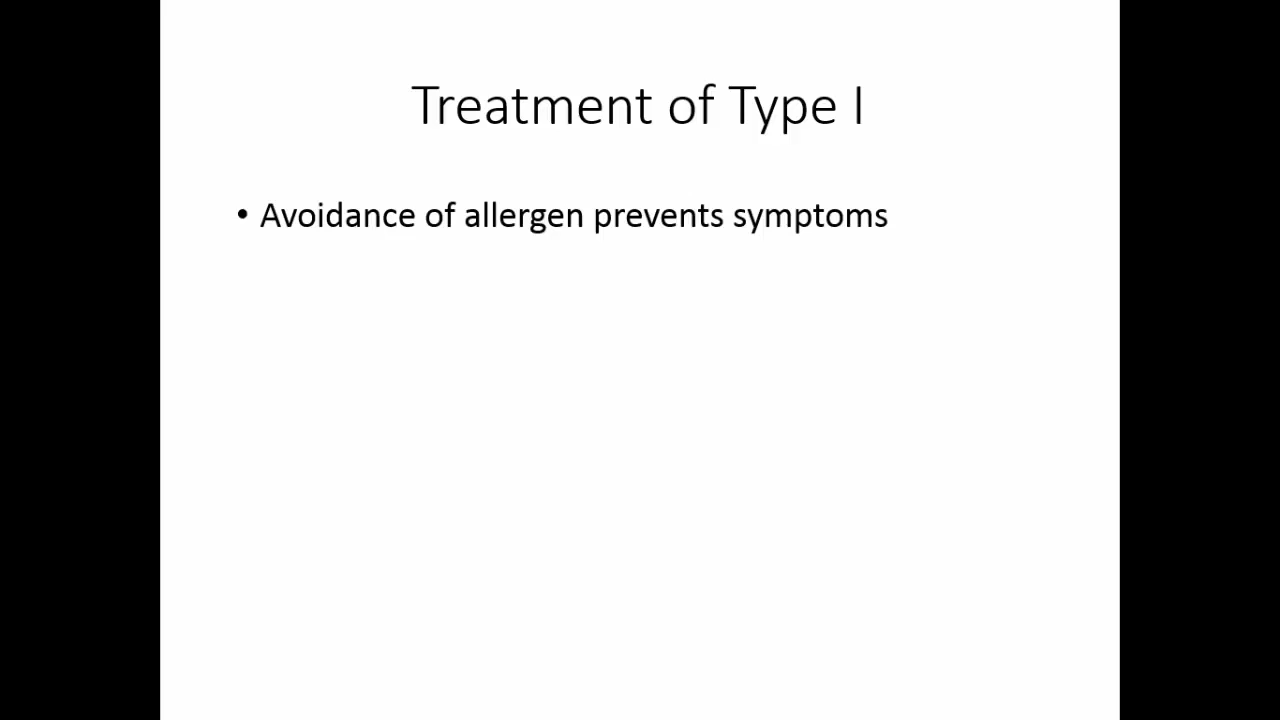 Treatment of Type I
• Avoidance of allergen prevents symptoms